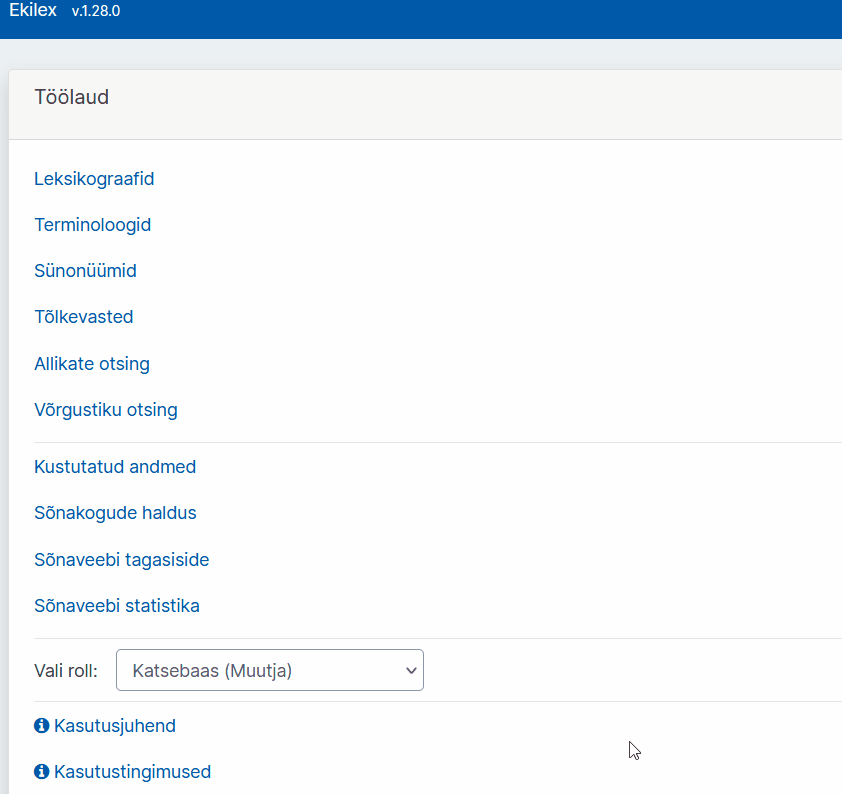 Ekilex v.1.28.0
Töölaud
Leksikograafid
Terminoloogid
Sünonüümid
Tõlkevasted
Allikate otsing
Võrgustiku otsing
Kustutatud andmed
Sõnakogude haldus
Sõnaveebi tagasiside
Sõnaveebi statistika
Vali roll: Katsebaas (Muutja)
Kasutusjuhend
Kasutustingimused